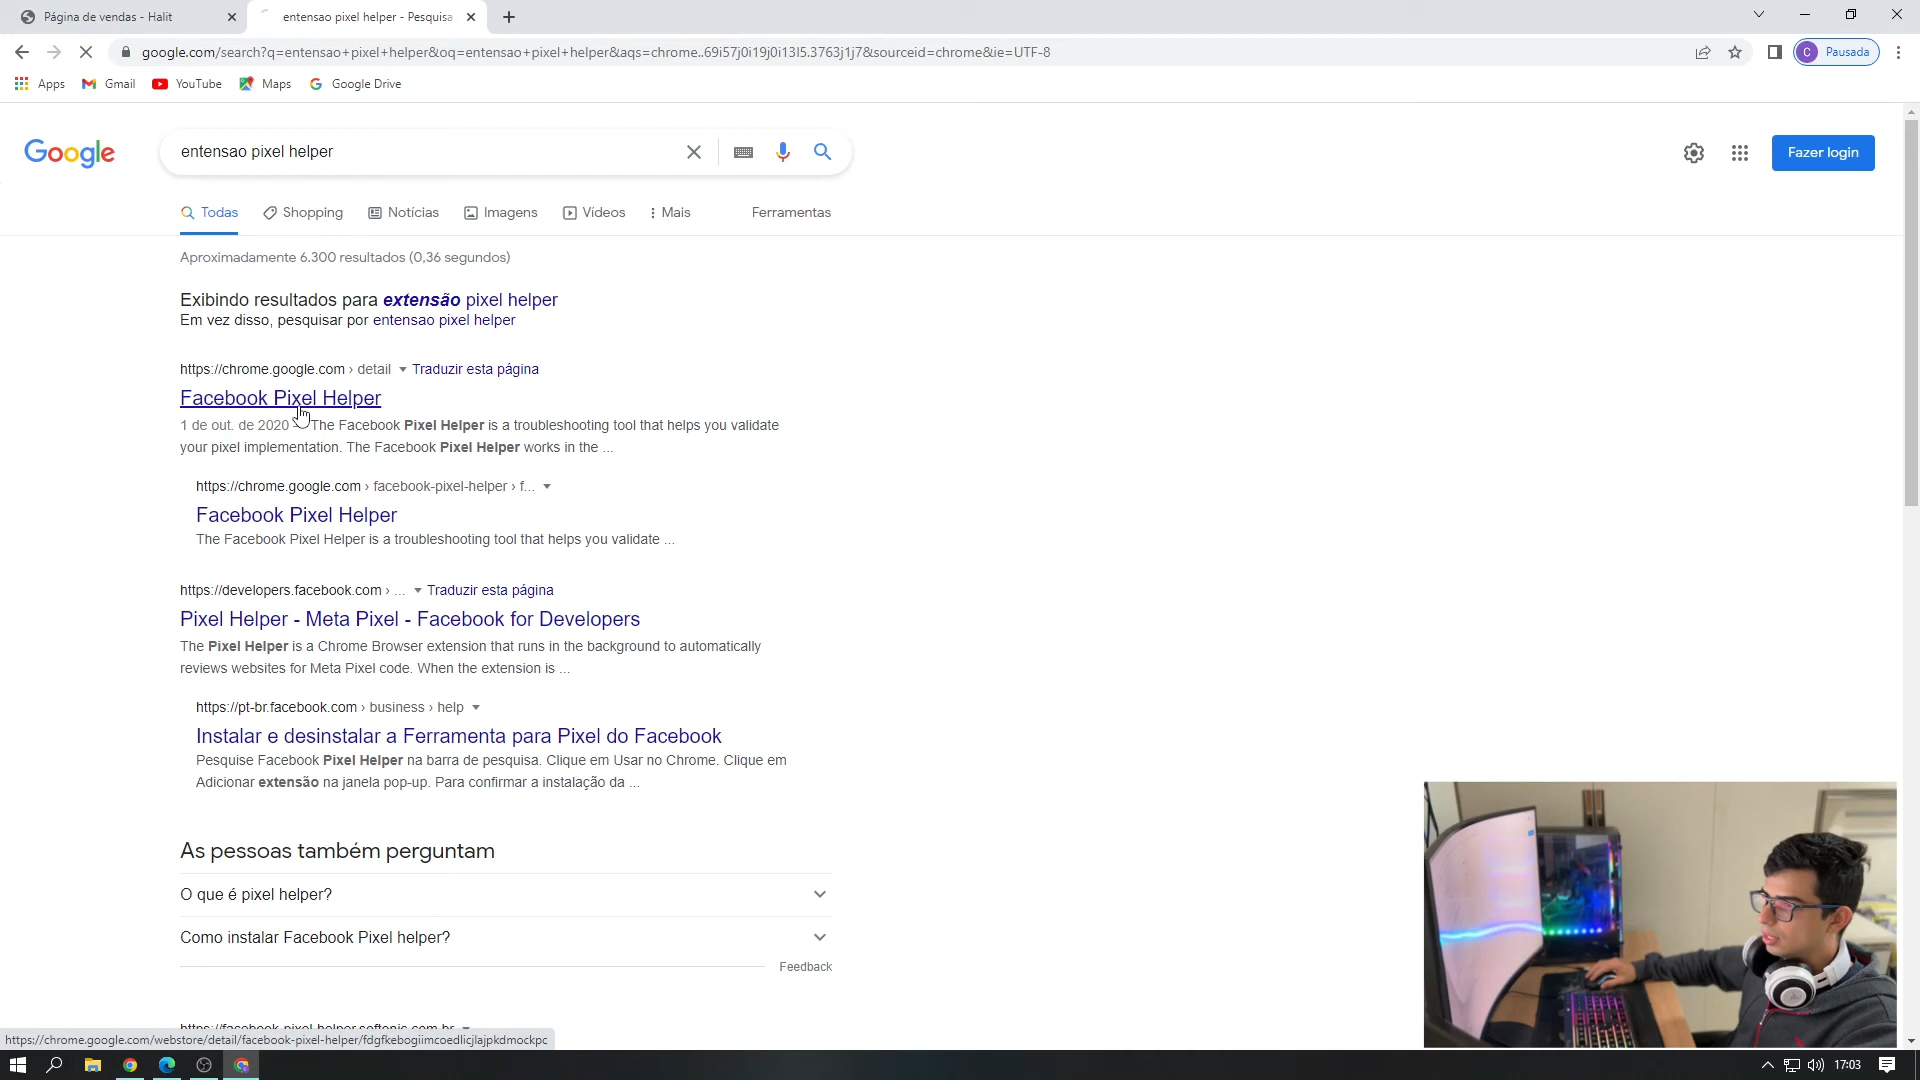 Página de vendas - Halit
entensao pixel helper - Pesquisa
google.com/search?q=entensao+pixel+helper&oq=entensao+pixel+helper&aqs=chrome..69i57j0i19j0i13l5.3763j1j7&sourceid=chrome&ie=UTF-8
C Pausada
Apps Gmail YouTube Maps Google Drive
Google entensao pixel helper Fazer login
Todas Shopping Notícias Imagens Vídeos Mais Ferramentas
Aproximadamente 6.300 resultados (0,36 segundos)
Exibindo resultados para extensão pixel helper
Em vez disso, pesquisar por entensao pixel helper
https://chrome.google.com › detail Traduzir esta página
Facebook Pixel Helper
1 de out. de 2020 The Facebook Pixel Helper is a troubleshooting tool that helps you validate
your pixel implementation. The Facebook Pixel Helper works in the ...
https://chrome.google.com › facebook-pixel-helper › f...
Facebook Pixel Helper
The Facebook Pixel Helper is a troubleshooting tool that helps you validate ...
https://developers.facebook.com › ... Traduzir esta página
Pixel Helper - Meta Pixel - Facebook for Developers
The Pixel Helper is a Chrome Browser extension that runs in the background to automatically
reviews websites for Meta Pixel code. When the extension is ...
https://pt-br.facebook.com › business › help
Instalar e desinstalar a Ferramenta para Pixel do Facebook
Pesquise Facebook Pixel Helper na barra de pesquisa. Clique em Usar no Chrome. Clique em
Adicionar extensão na janela pop-up. Para confirmar a instalação da ...
As pessoas também perguntam
O que é pixel helper?
Como instalar Facebook Pixel helper?
Feedback
https://facebook-pixel-helper.softonic.com.br
https://chrome.google.com/webstore/detail/facebook-pixel-helper/fdgfkebogiimcoedlicjlajpkdmockpc
17:03